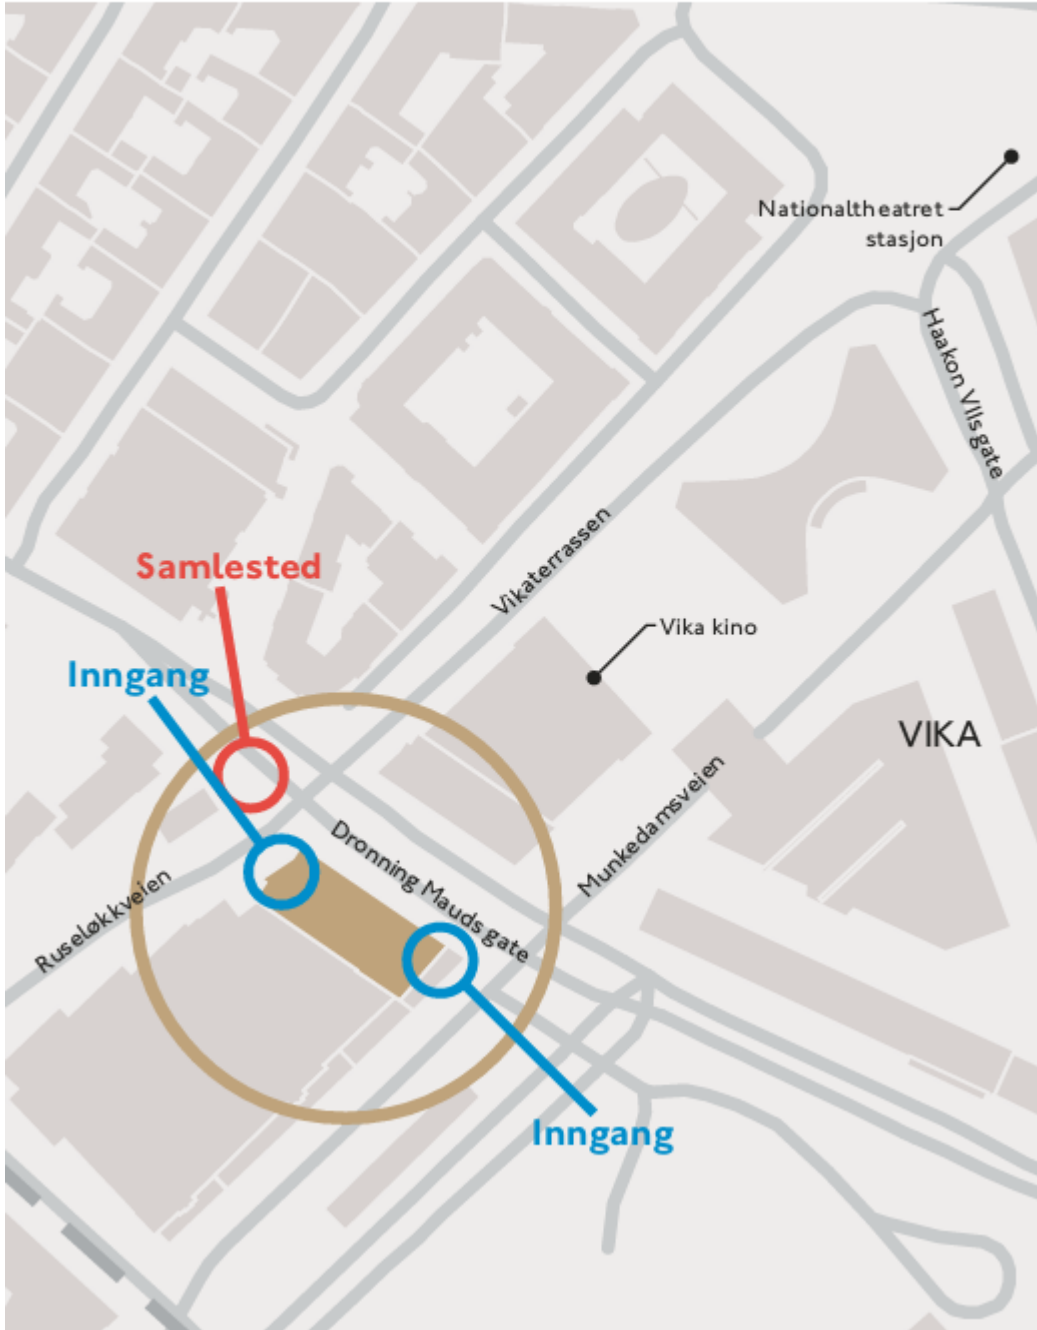 Nationaltheatret
stasjon
Haakon VIIs gate
Vikaterrassen
Samlested
Vika kino
Inngang
VIKA
Munkedamsveien
Dronning Mauds gate
Ruseløkkveien
Inngang